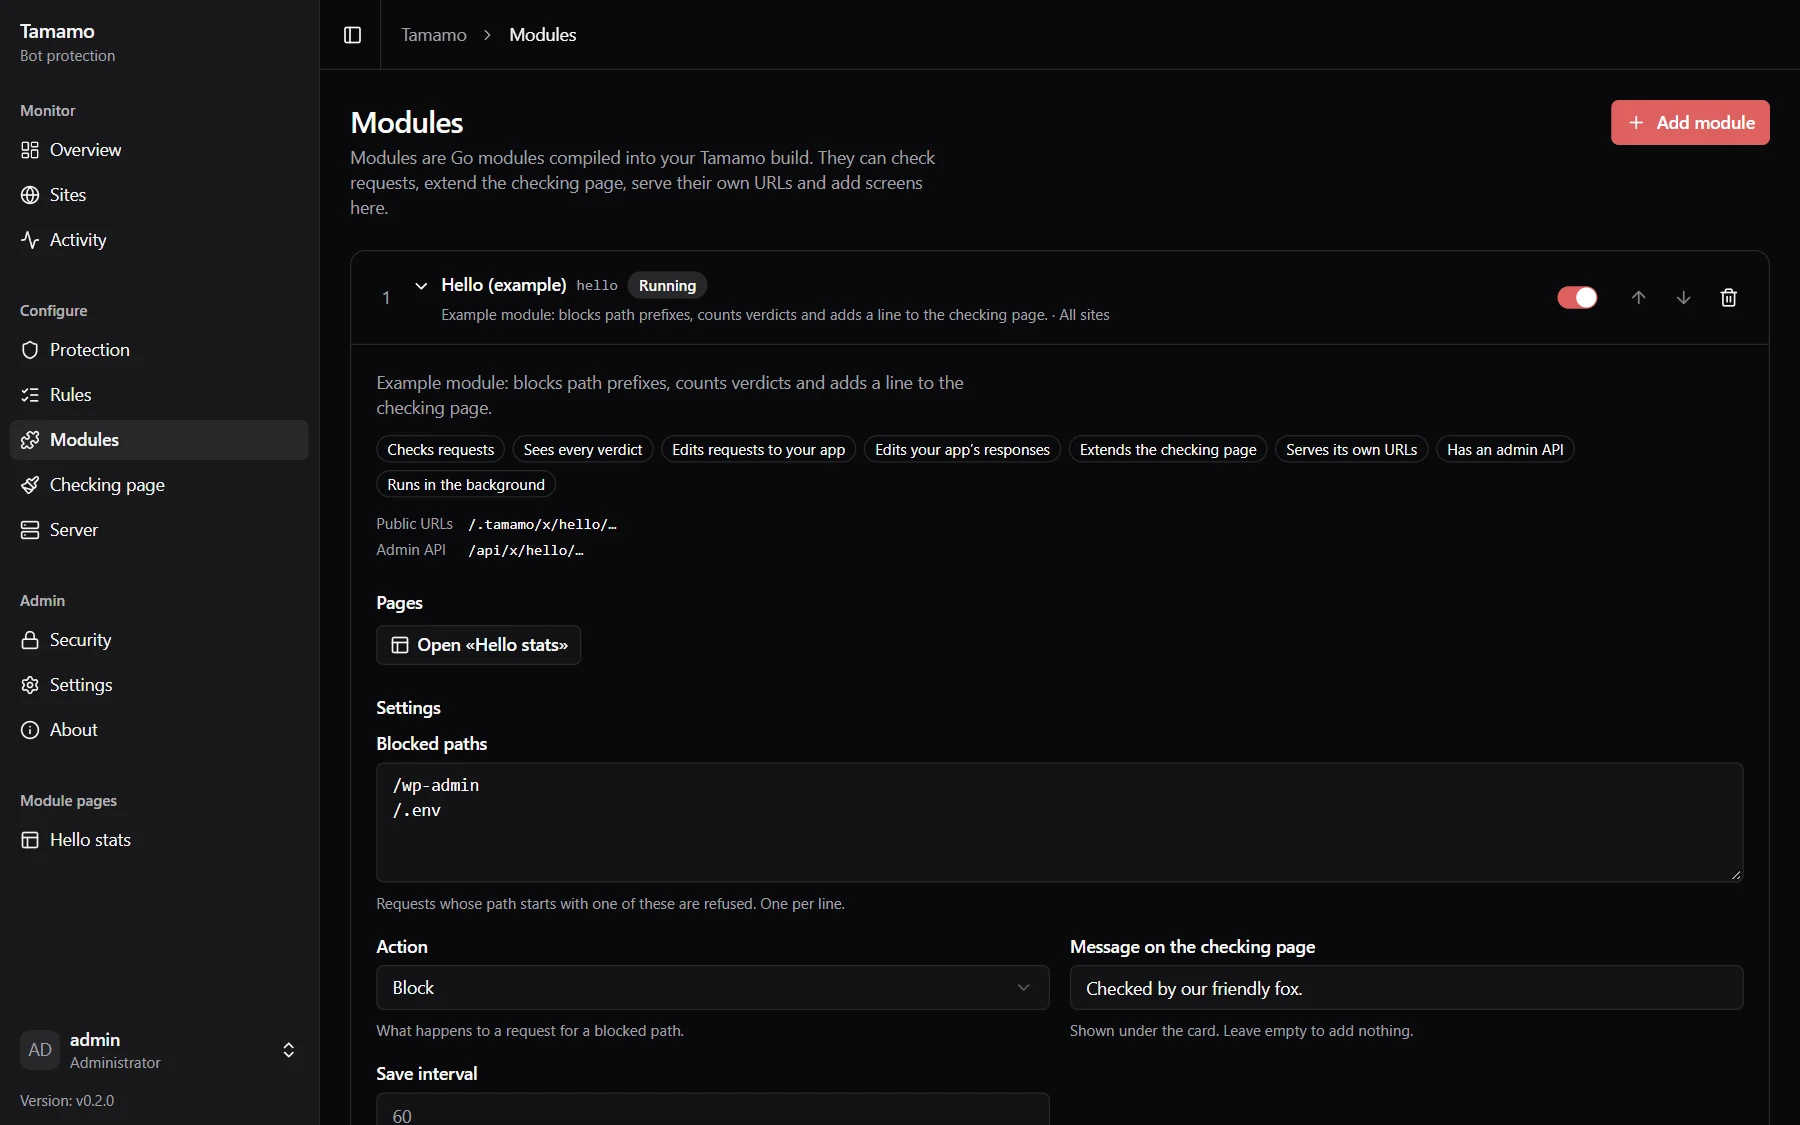 Tamamo
Bot protection
Monitor
Overview
Sites
Activity
Configure
Protection
Rules
Modules
Checking page
Server
Admin
Security
Settings
About
Module pages
Hello stats
AD
admin
Administrator
Version: v0.2.0
Tamamo > Modules
Modules
Add module
Modules are Go modules compiled into your Tamamo build. They can check
requests, extend the checking page, serve their own URLs and add screens
here.
1
Hello (example) hello Running
Example module: blocks path prefixes, counts verdicts and adds a line to the checking page. · All sites
Example module: blocks path prefixes, counts verdicts and adds a line to the
checking page.
Checks requests Sees every verdict Edits requests to your app Edits your app’s responses Extends the checking page Serves its own URLs Has an admin API
Runs in the background
Public URLs /.tamamo/x/hello/…
Admin API /api/x/hello/…
Pages
Open «Hello stats»
Settings
Blocked paths
/wp-admin
/.env
Requests whose path starts with one of these are refused. One per line.
Action
Block
What happens to a request for a blocked path.
Message on the checking page
Checked by our friendly fox.
Shown under the card. Leave empty to add nothing.
Save interval
60